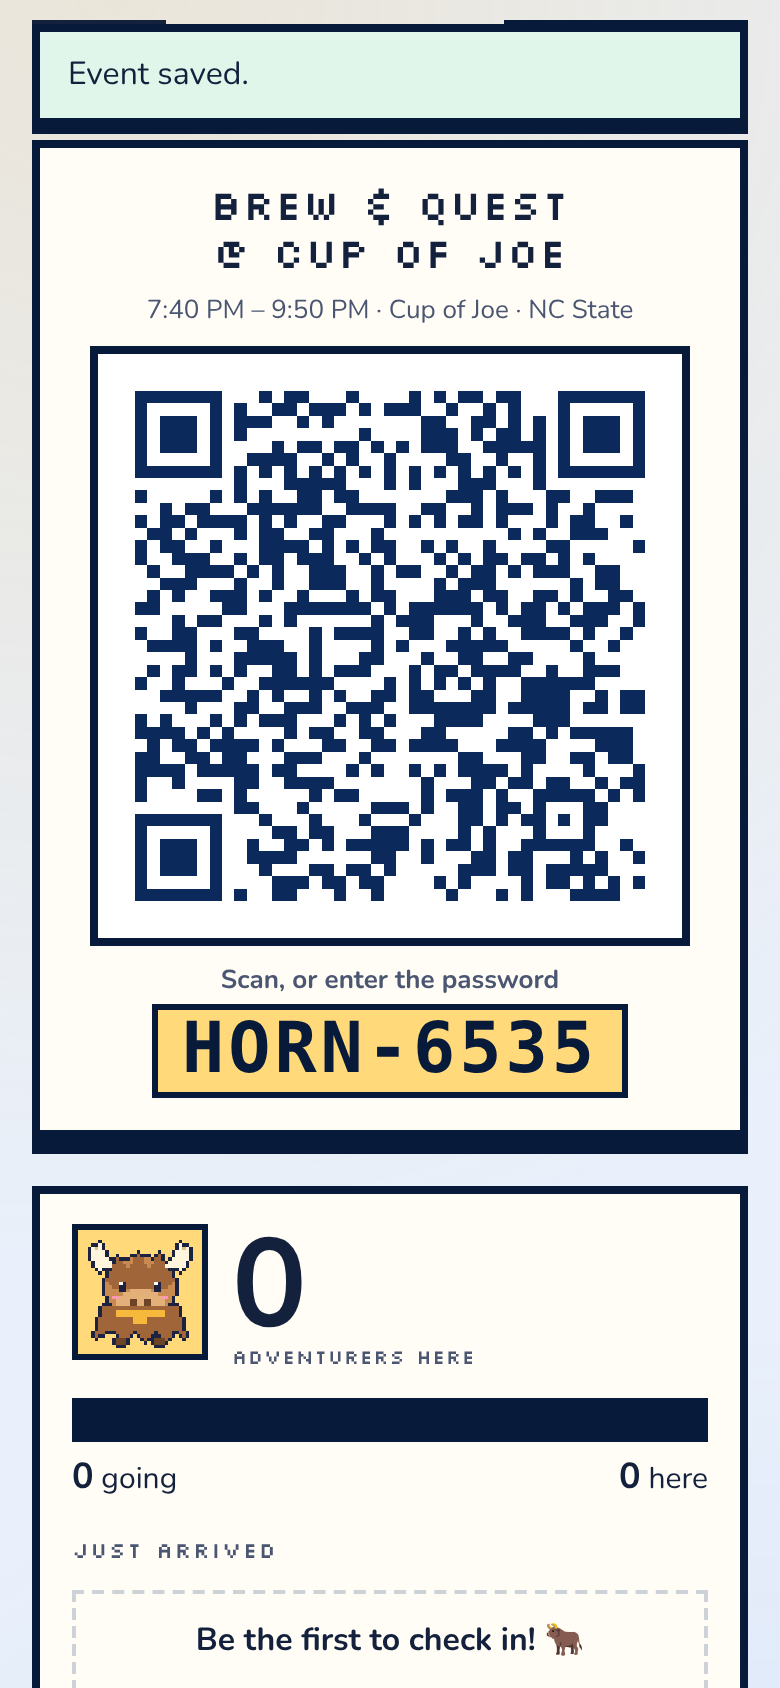 Event saved.
BREW & QUEST
@ CUP OF JOE
7:40 PM – 9:50 PM · Cup of Joe · NC State
Scan, or enter the password
HORN-6535
0
ADVENTURERS HERE
0 going
0 here
JUST ARRIVED
Be the first to check in! 🐂